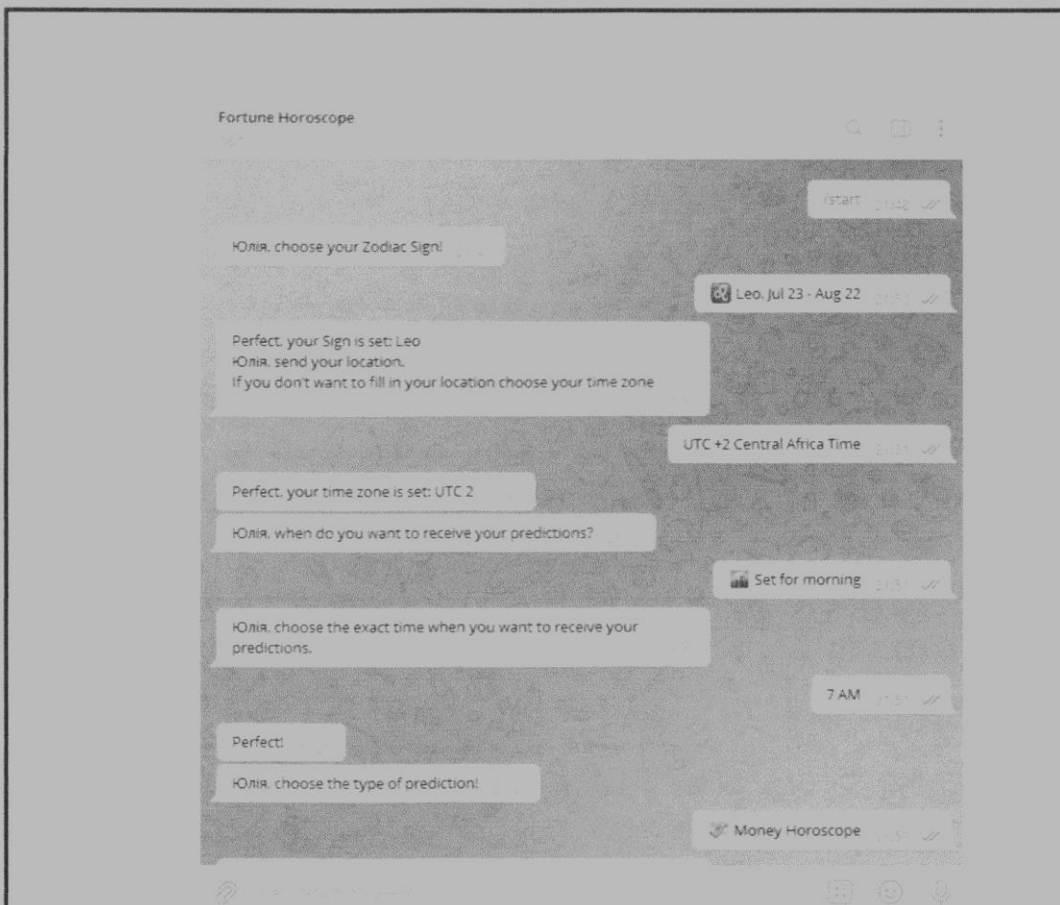 Fortune Horoscope
/start 21:42
Юлія, choose your Zodiac Sign!
Leo, Jul 23 - Aug 22
Perfect, your Sign is set: Leo
Юлія, send your location.
If you don't want to fill in your location choose your time zone
UTC +2 Central Africa Time
Perfect, your time zone is set: UTC 2
Юлія, when do you want to receive your predictions?
Set for morning
Юлія, choose the exact time when you want to receive your
predictions.
7 AM
Perfect!
Юлія, choose the type of prediction!
Money Horoscope